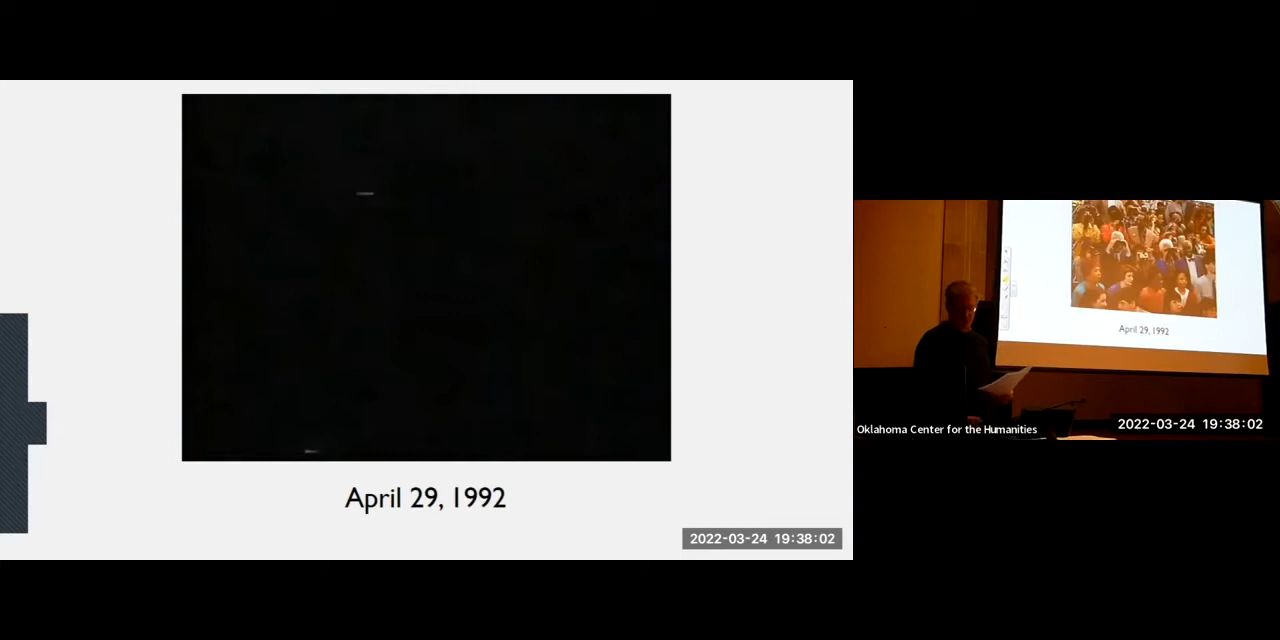 April 29, 1992
2022-03-24 19:38:02
April 29, 1992
Oklahoma Center for the Humanities
2022-03-24 19:38:02